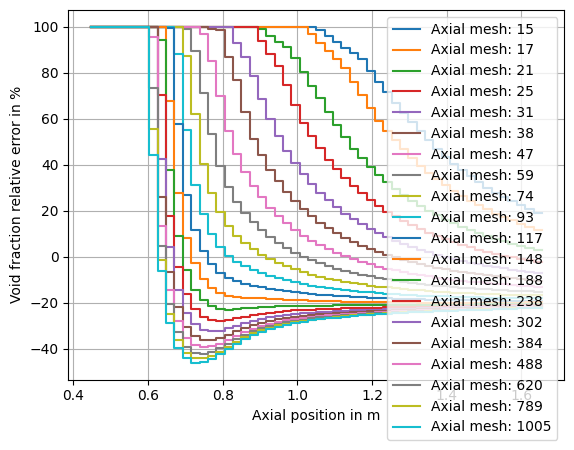 Void fraction relative error in %
100
80
60
40
20
0
−20
−40
0.4
0.6
0.8
1.0
1.2
1.4
1.6
Axial position in m
Axial mesh: 15
Axial mesh: 17
Axial mesh: 21
Axial mesh: 25
Axial mesh: 31
Axial mesh: 38
Axial mesh: 47
Axial mesh: 59
Axial mesh: 74
Axial mesh: 93
Axial mesh: 117
Axial mesh: 148
Axial mesh: 188
Axial mesh: 238
Axial mesh: 302
Axial mesh: 384
Axial mesh: 488
Axial mesh: 620
Axial mesh: 789
Axial mesh: 1005